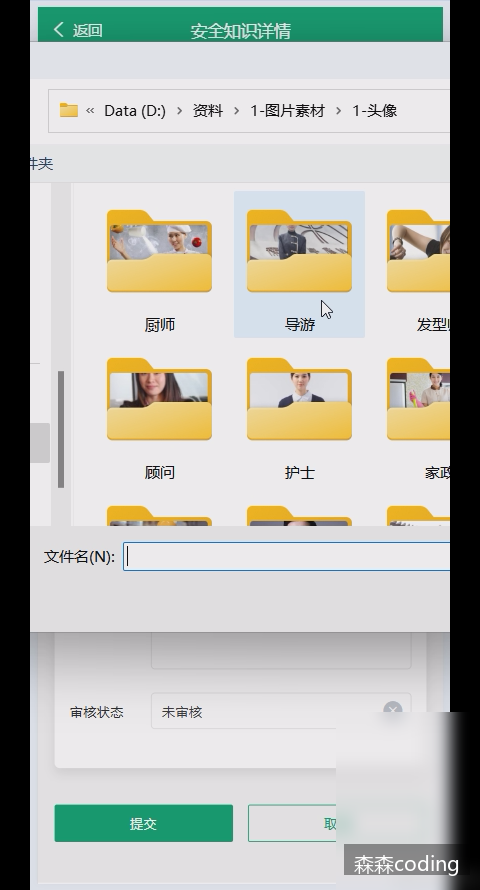 返回
安全知识详情
« Data (D:) › 资料 › 1-图片素材 › 1-头像
件夹
厨师
导游
发型
顾问
护士
家政
文件名(N):
审核状态
未审核
提交
取
森森coding